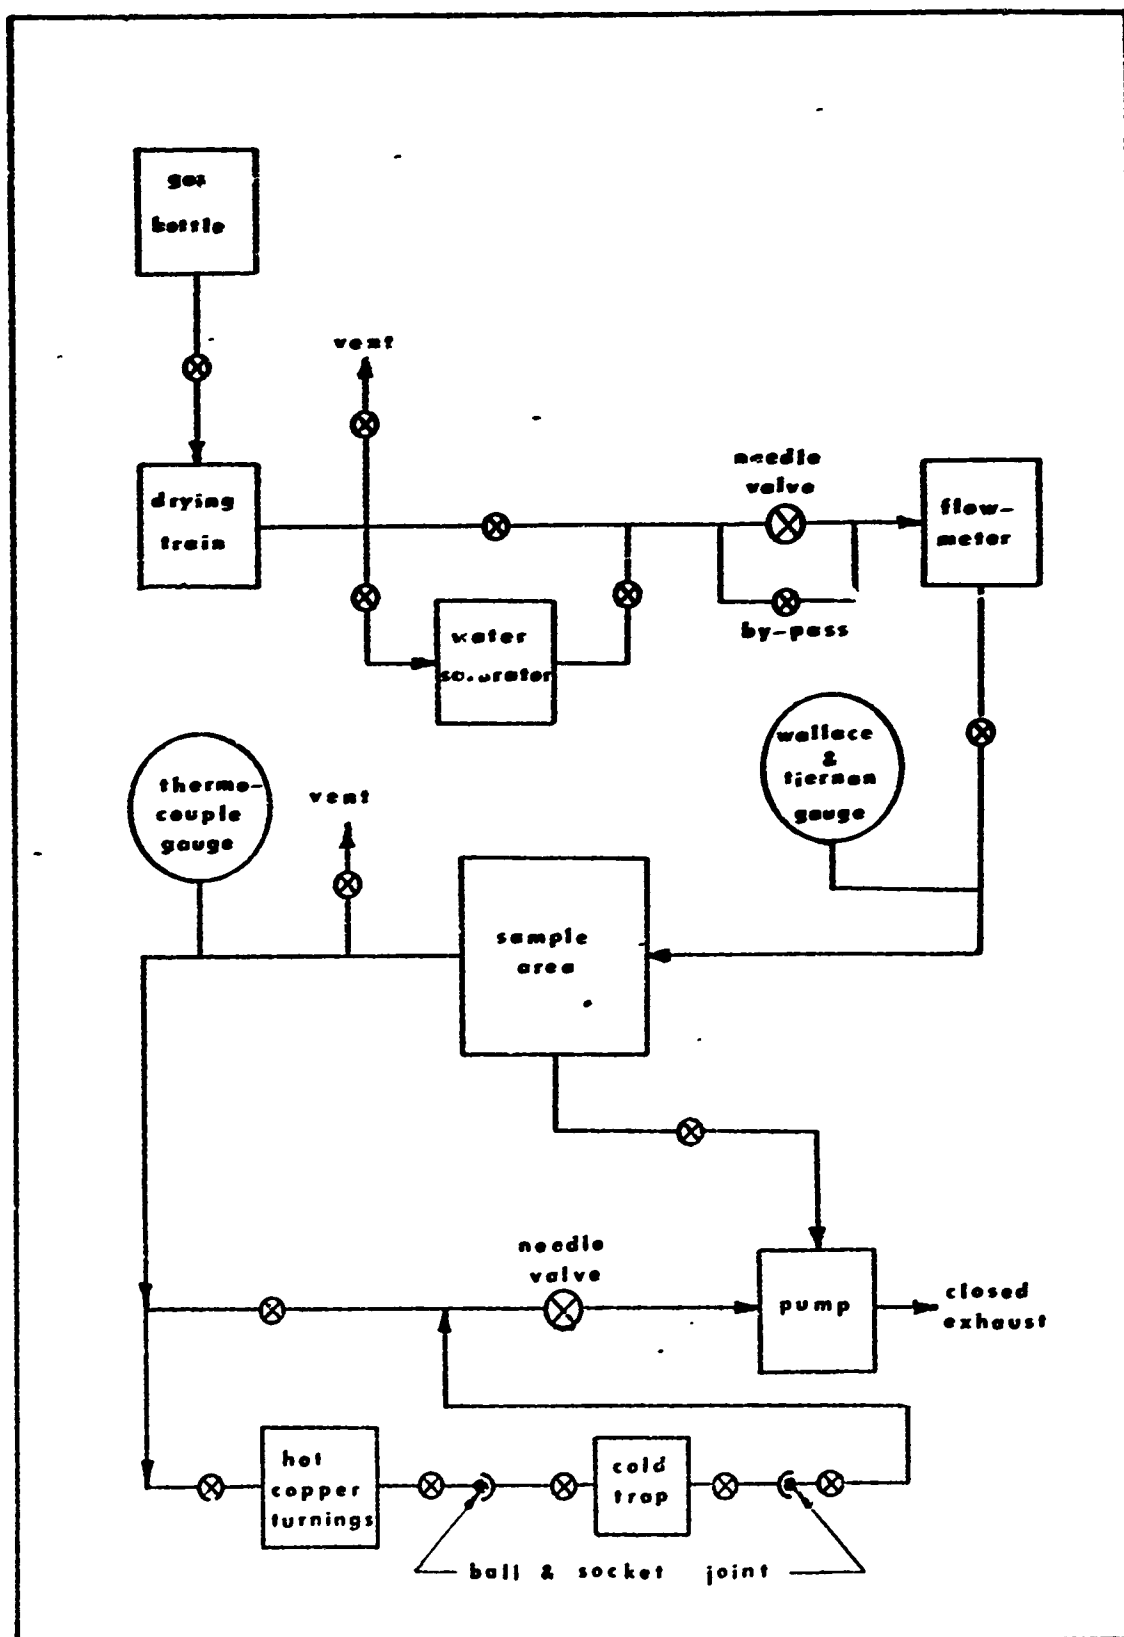 gas
bottle
vent
drying
train
needle
valve
flow-
meter
by-pass
water
wallace
&
tiernan
gauge
thermo-
couple
gauge
vent
sample
area
needle
valve
pump
closed
exhaust
hot
copper
turnings
cold
trap
ball & socket joint